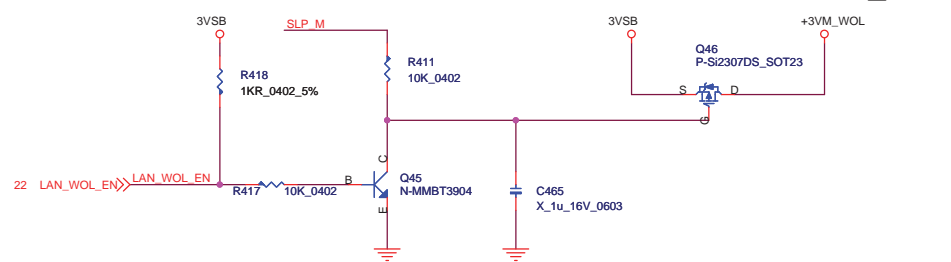 3VSB
SLP_M
3VSB
+3VM_WOL
Q46
P-Si2307DS_SOT23
R411
10K_0402
R418
1KR_0402_5%
S
D
G
C
22
LAN_WOL_EN
LAN_WOL_EN
R417
10K_0402
B
Q45
N-MMBT3904
E
C465
X_1u_16V_0603